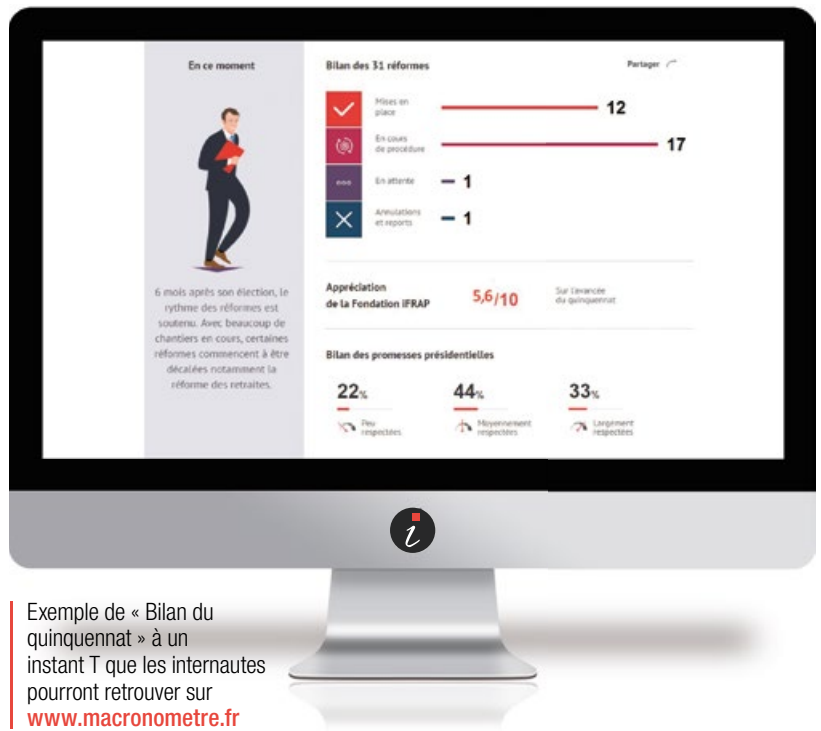 En ce moment
6 mois après son élection, le
rythme des réformes est
soutenu. Avec beaucoup de
chantiers en cours, certaines
réformes commencent à être
décalées notamment la
réforme des retraites.
Bilan des 31 réformes
Partager
Mises en
place
12
En cours
de procédure
17
En attente
1
Annulations
et reports
1
Appréciation
de la Fondation iFRAP
5,6/10
Sur l'avancée
du quinquennat
Bilan des promesses présidentielles
22%
Peu
respectées
44%
Moyennement
respectées
33%
Largement
respectées
i
Exemple de « Bilan du
quinquennat » à un
instant T que les internautes
pourront retrouver sur
www.macronometre.fr